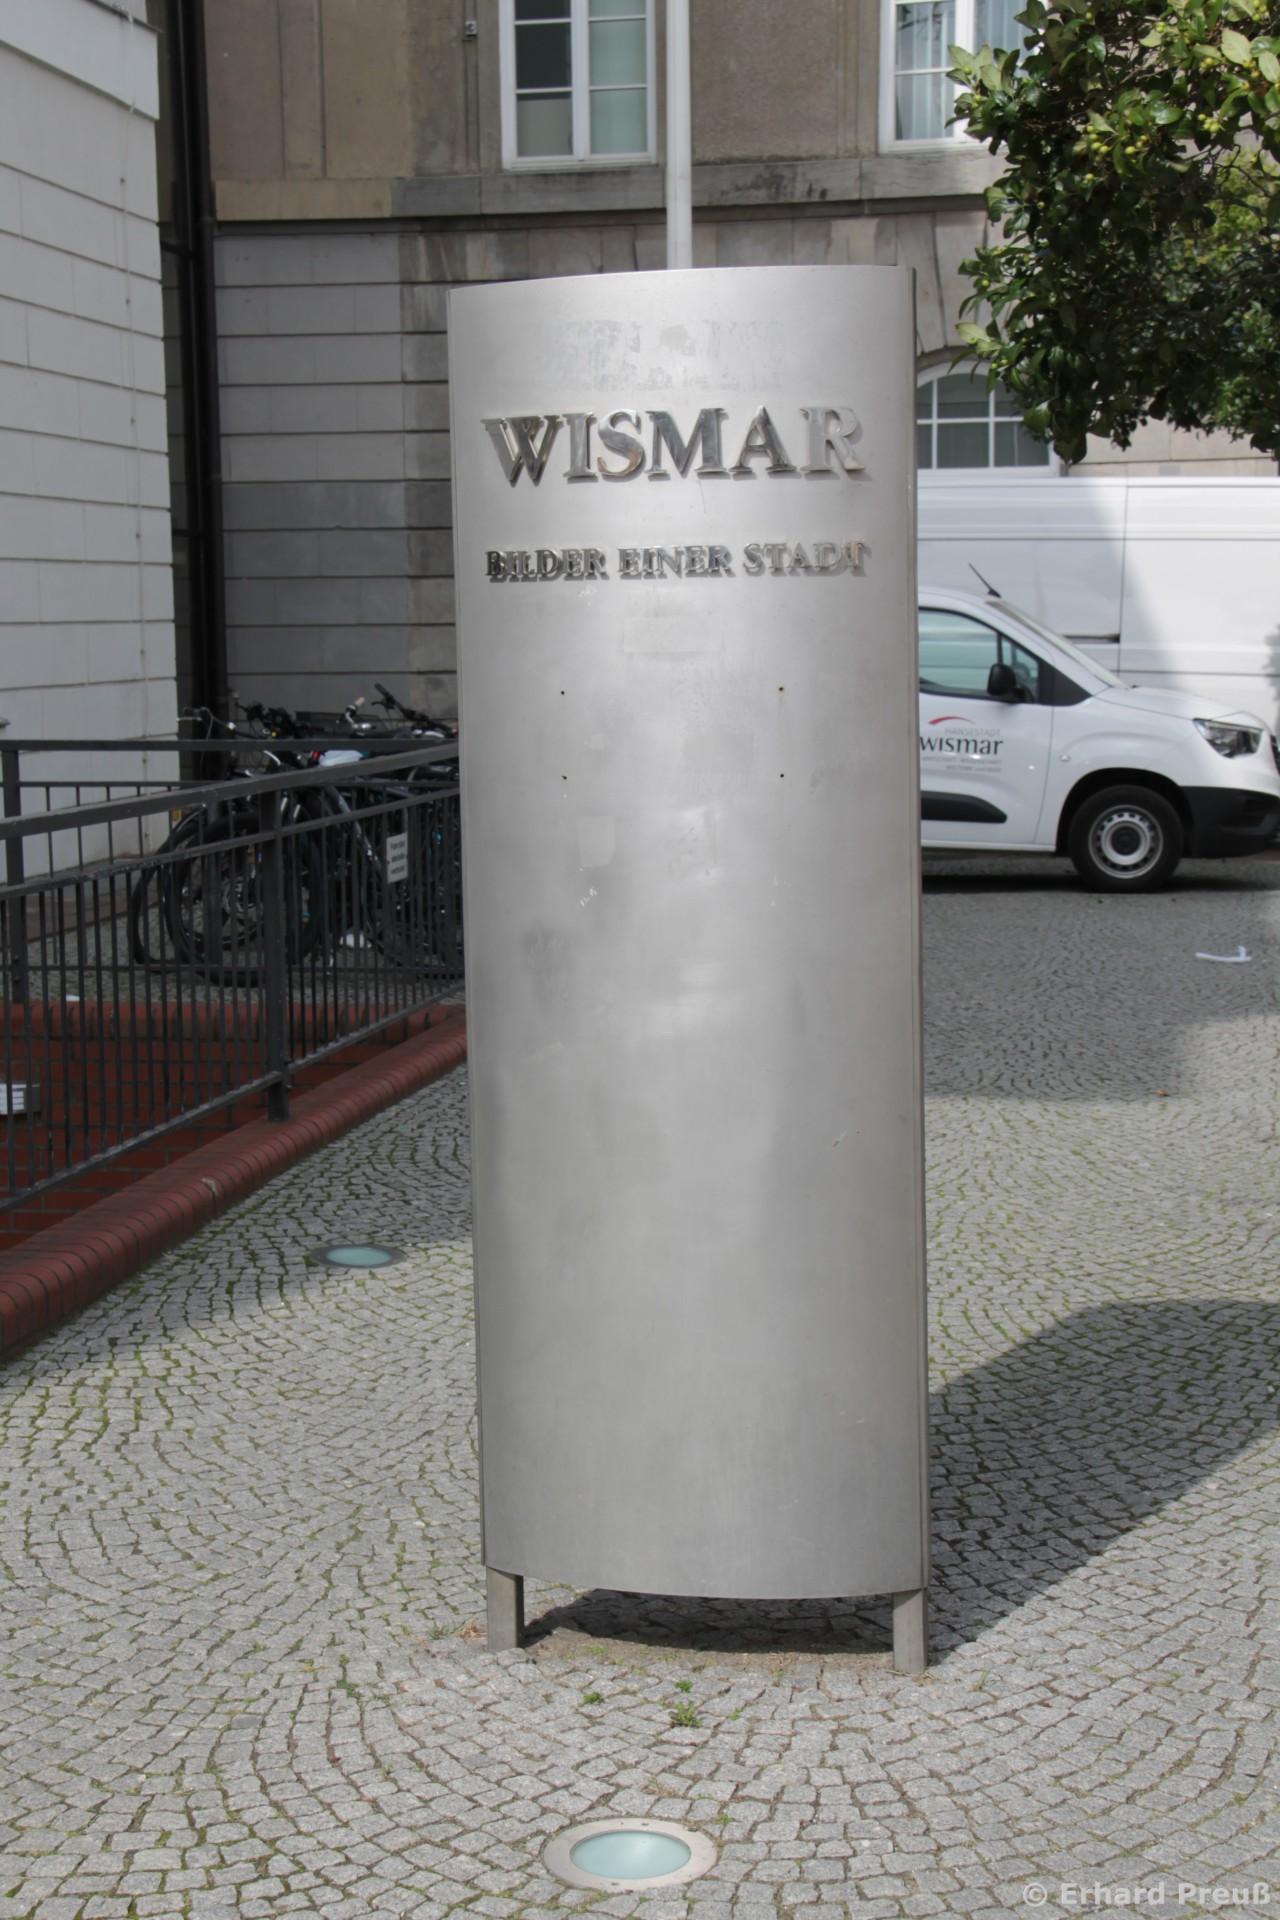 WISMAR
BILDER EINER STADT
HANSESTADT
wismar
© Erhard Preuß